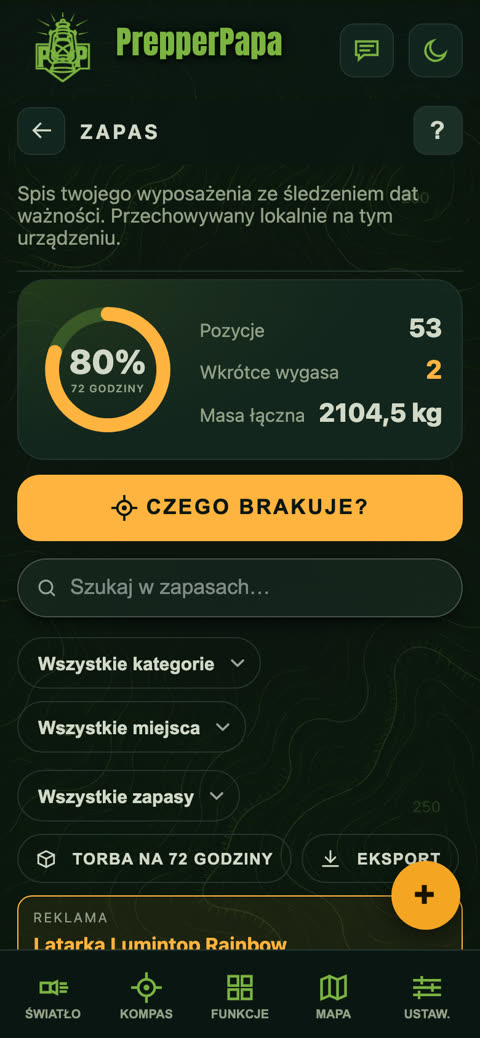 PrepperPapa
ZAPAS
?
Spis twojego wyposażenia ze śledzeniem dat
ważności. Przechowywany lokalnie na tym
urządzeniu.
80%
72 GODZINY
Pozycje 53
Wkrótce wygasa 2
Masa łączna 2104,5 kg
CZEGO BRAKUJE?
Szukaj w zapasach...
Wszystkie kategorie
Wszystkie miejsca
Wszystkie zapasy
250
TORBA NA 72 GODZINY
EKSPORT
+
REKLAMA
Latarka Lumintop Rainbow
ŚWIATŁO
KOMPAS
FUNKCJE
MAPA
USTAW.